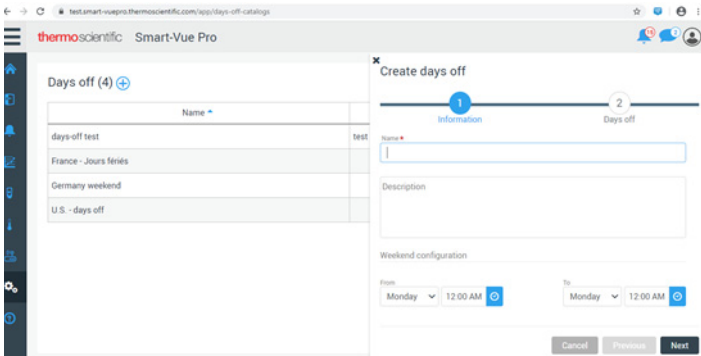 test.smart-vuepro.thermoscientific.com/app/days-off-catalogs
thermoscientific Smart-Vue Pro
Days off (4)
Name
days-off test
test
France - Jours fériés
Germany weekend
U.S. - days off
Create days off
1
2
Information
Days off
Name *
Description
Weekend configuration
From
To
Monday
12:00 AM
Monday
12:00 AM
Cancel
Previous
Next